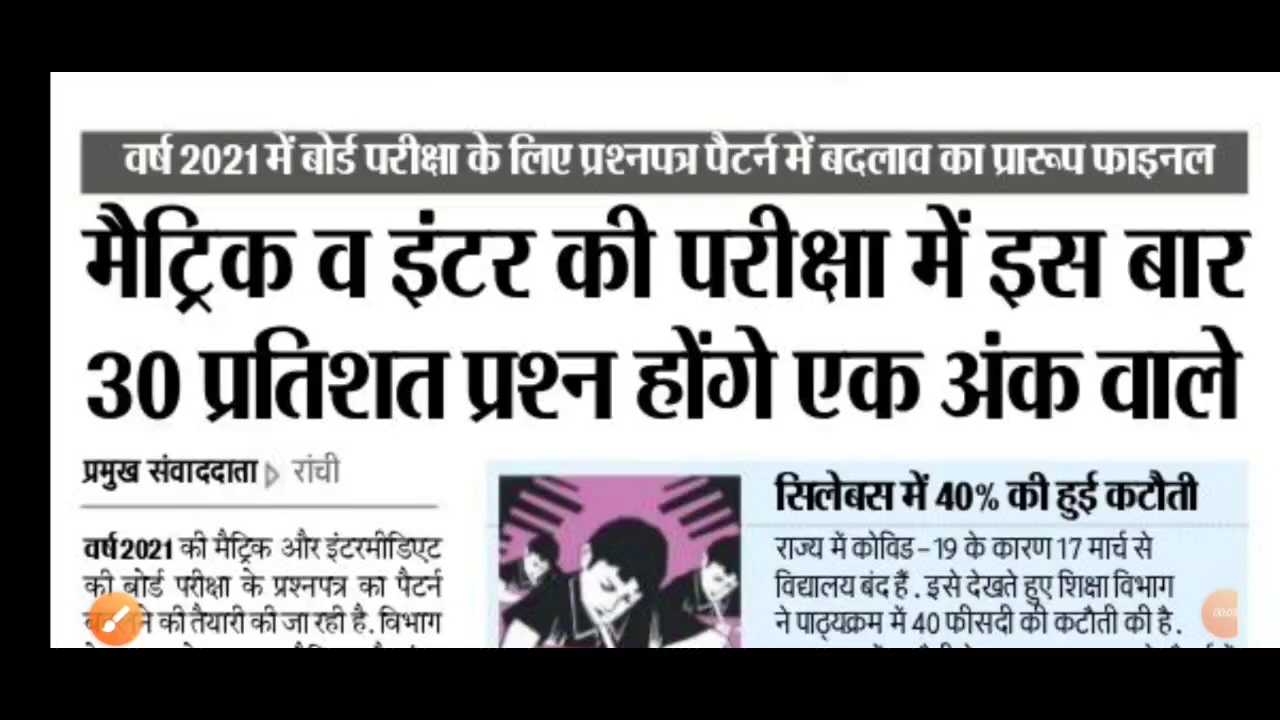 वर्ष 2021 में बोर्ड परीक्षा के लिए प्रश्नपत्र पैटर्न में बदलाव का प्रारूप फाइनल
मैट्रिक व इंटर की परीक्षा में इस बार
30 प्रतिशत प्रश्न होंगे एक अंक वाले
प्रमुख संवाददाता ▷ रांची
वर्ष 2021 की मैट्रिक और इंटरमीडिएट
की बोर्ड परीक्षा के प्रश्नपत्र का पैटर्न
की तैयारी की जा रही है. विभाग
सिलेबस में 40% की हुई कटौती
राज्य में कोविड-19 के कारण 17 मार्च से
विद्यालय बंद हैं. इसे देखते हुए शिक्षा विभाग
ने पाठ्यक्रम में 40 फीसदी की कटौती की है.
00:03